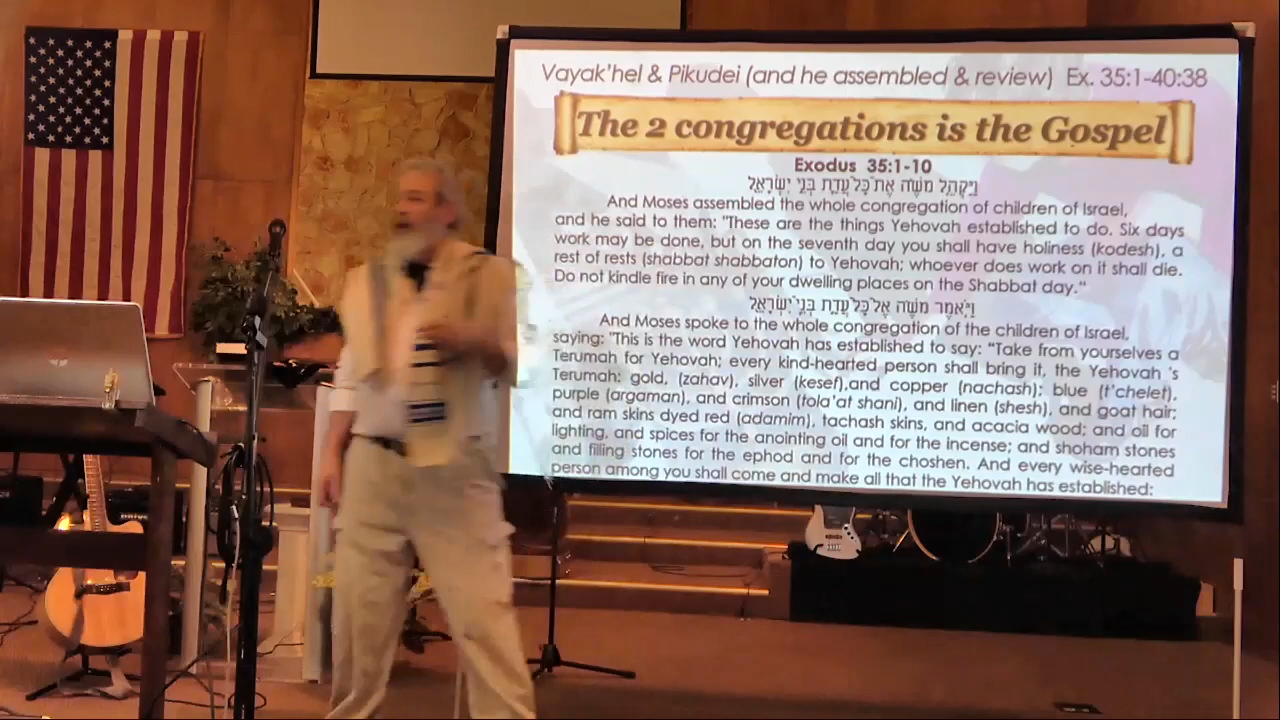 Vayak'hel & Pikudei (and he assembled & review) Ex. 35:1-40:38
The 2 congregations is the Gospel
Exodus 35:1-10
וַיַּקְהֵל מֹשֶׁה אֶת־כָּל־עֲדַת בְּנֵי יִשְׂרָאֵל
And Moses assembled the whole congregation of children of Israel,
and he said to them: "These are the things Yehovah established to do. Six days
work may be done, but on the seventh day you shall have holiness (kodesh), a
rest of rests (shabbat shabbaton) to Yehovah; whoever does work on it shall die.
Do not kindle fire in any of your dwelling places on the Shabbat day."
וַיֹּאמֶר מֹשֶׁה אֶל־כָּל־עֲדַת בְּנֵי־יִשְׂרָאֵל
And Moses spoke to the whole congregation of the children of Israel,
saying: "This is the word Yehovah has established to say: "Take from yourselves a
Terumah for Yehovah; every kind-hearted person shall bring it, the Yehovah 's
Terumah: gold, (zahav), silver (kesef),and copper (nachash); blue (t'chelet),
purple (argaman), and crimson (tola'at shani), and linen (shesh), and goat hair;
and ram skins dyed red (adamim), tachash skins, and acacia wood; and oil for
lighting, and spices for the anointing oil and for the incense; and shoham stones
and filling stones for the ephod and for the choshen. And every wise-hearted
person among you shall come and make all that the Yehovah has established: